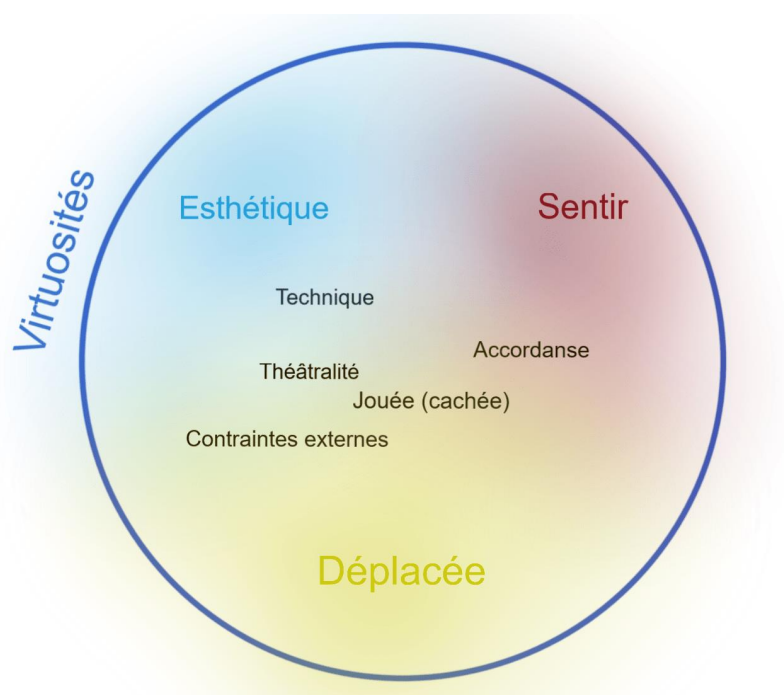 Virtuosités
Esthétique
Sentir
Technique
Accordanse
Théâtralité
Jouée (cachée)
Contraintes externes
Déplacée